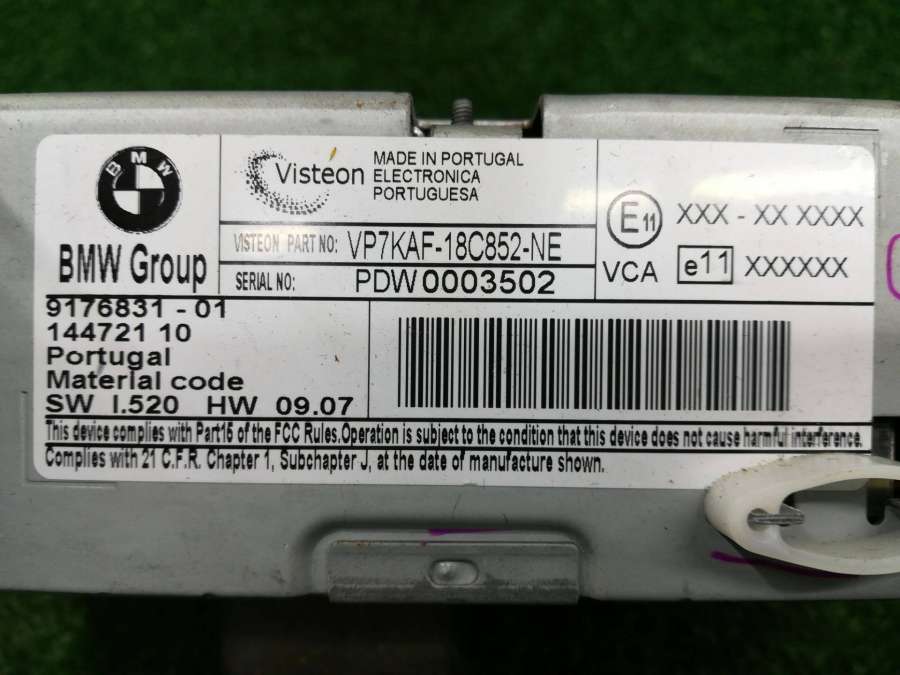 BMW
BMW Group
Visteon
MADE IN PORTUGAL
ELECTRONICA
PORTUGUESA
VISTEON PART NO: VP7KAF-18C852-NE
SERIAL NO: PDW0003502
E11 XXX - XX XXXX
VCA e11 XXXXXX
9176831 - 01
144721 10
Portugal
Material code
SW I.520 HW 09.07
This device complies with Part15 of the FCC Rules.Operation is subject to the condition that this device does not cause harmful interference.
Complies with 21 C.F.R. Chapter 1, Subchapter J, at the date of manufacture shown.